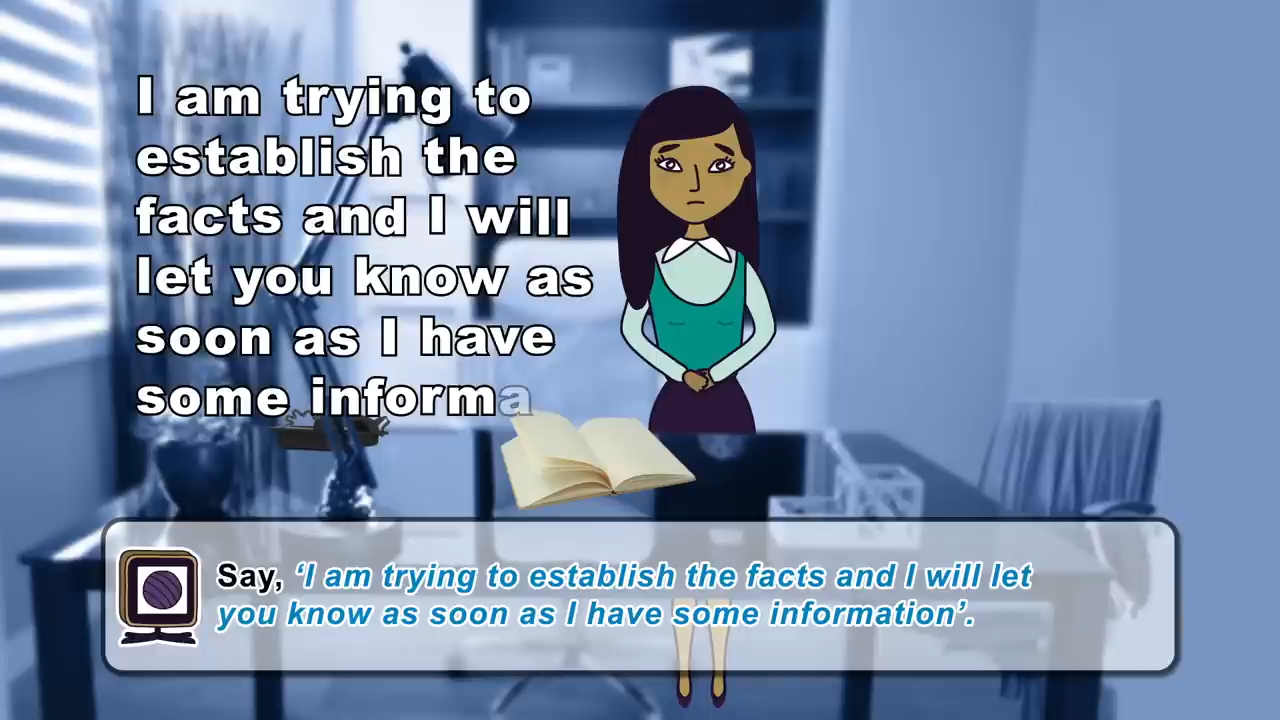 I am trying to
establish the
facts and I will
let you know as
soon as I have
some informa
Say, ‘I am trying to establish the facts and I will let
you know as soon as I have some information’.